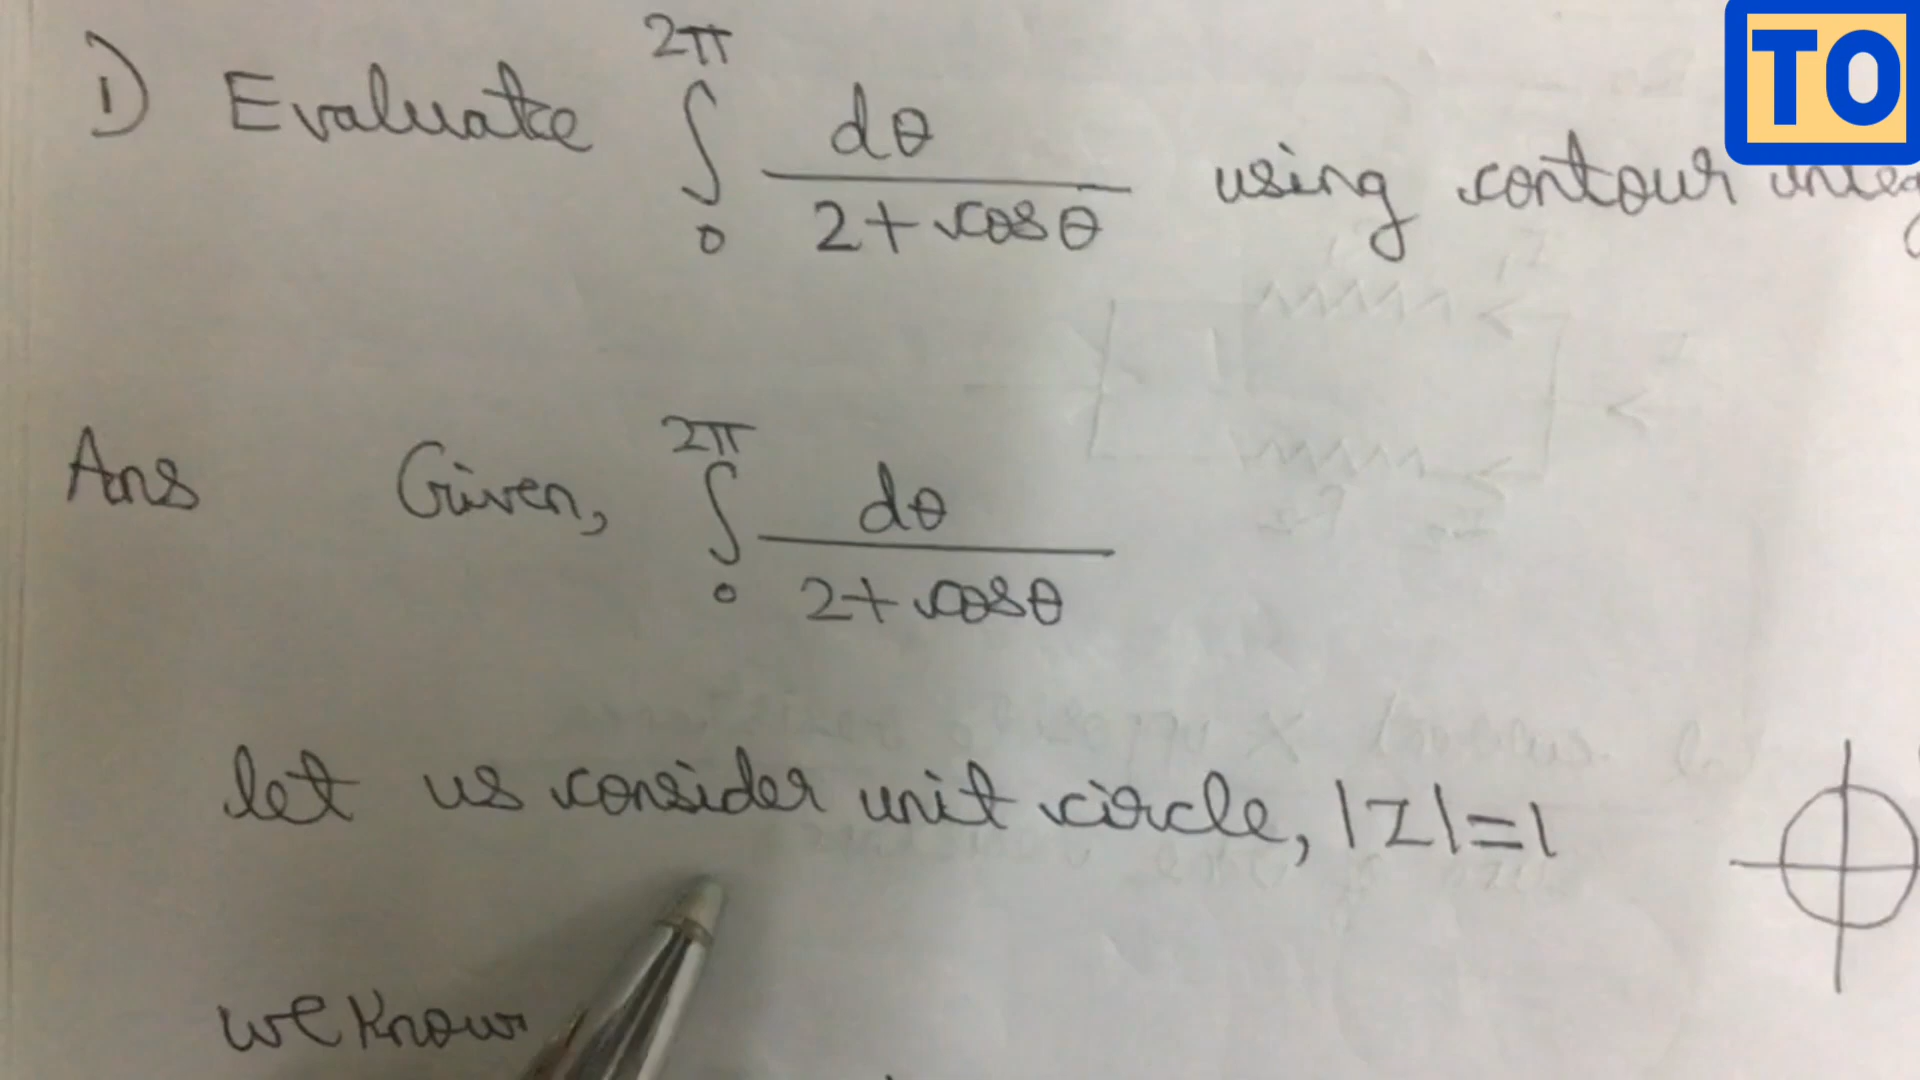 1) Evaluate ∫₀^2π dθ / 2+cosθ using contour
TO
Ans Given, ∫₀^2π dθ / 2+cosθ
let us consider unit circle, |z|=1
we know